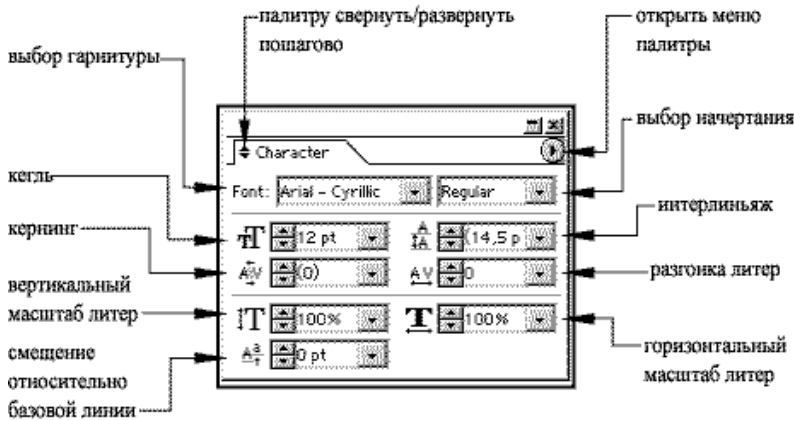 палитру свернуть/развернуть
пошагово
открыть меню
палитры
выбор гарнитуры
выбор начертания
Character
Font: Arial - Cyrillic Regular
кегль
12 pt (14,5 p
интерлиньяж
кернинг
(0) 0
разгонка литер
вертикальный
масштаб литер
100% 100%
горизонтальный
масштаб литер
смещение
относительно
базовой линии
0 pt